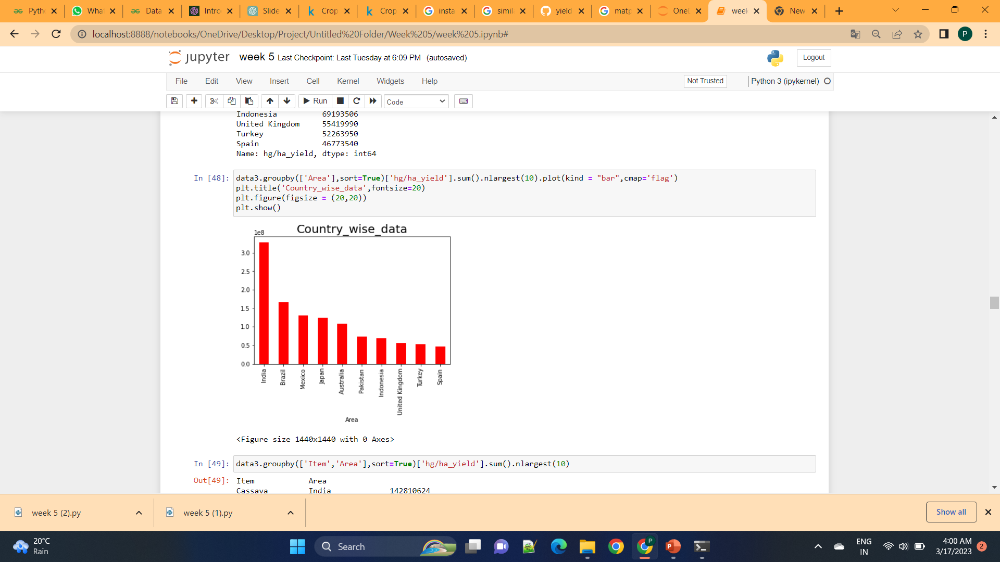 Pyth What Data Intro Slide Crop Crop insta simil yield matp OneD week New
localhost:8888/notebooks/OneDrive/Desktop/Project/Untitled%20Folder/Week%205/week%205.ipynb# P
jupyter week 5 Last Checkpoint: Last Tuesday at 6:09 PM (autosaved) Logout
File Edit View Insert Cell Kernel Widgets Help Not Trusted Python 3 (ipykernel)
Run Code
Indonesia 69193506
United Kingdom 55419990
Turkey 52263950
Spain 46773540
Name: hg/ha_yield, dtype: int64
In [48]: data3.groupby(['Area'],sort=True)['hg/ha_yield'].sum().nlargest(10).plot(kind = "bar",cmap='flag')
plt.title('Country_wise_data',fontsize=20)
plt.figure(figsize = (20,20))
plt.show()
Country_wise_data
1e8
3.0
2.5
2.0
1.5
1.0
0.5
0.0
India Brazil Mexico Japan Australia Pakistan Indonesia United Kingdom Turkey Spain
Area
<Figure size 1440x1440 with 0 Axes>
In [49]: data3.groupby(['Item','Area'],sort=True)['hg/ha_yield'].sum().nlargest(10)
Out[49]: Item Area
Cassava India 142810624
week 5 (2).py week 5 (1).py Show all
20°C
Rain
Search
P P
ENG
IN
4:00 AM
3/17/2023
2